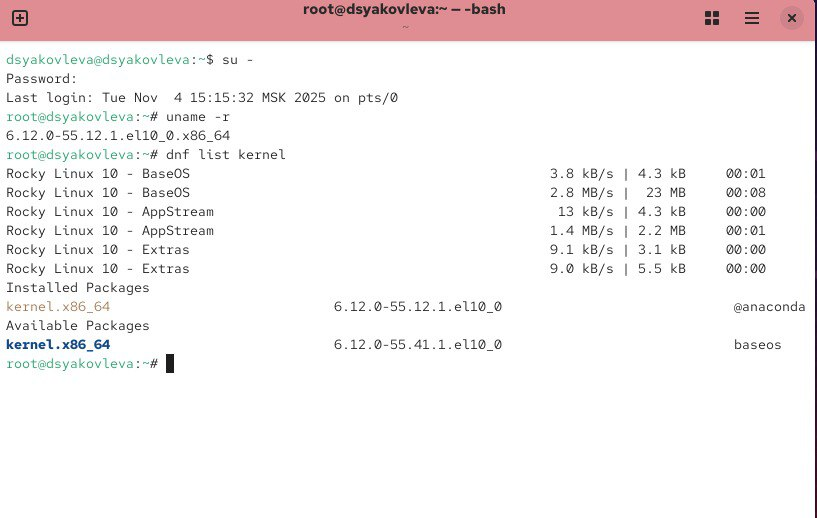 root@dsyakovleva:~ — -bash
~
dsyakovleva@dsyakovleva:~$ su -
Password:
Last login: Tue Nov  4 15:15:32 MSK 2025 on pts/0
root@dsyakovleva:~# uname -r
6.12.0-55.12.1.el10_0.x86_64
root@dsyakovleva:~# dnf list kernel
Rocky Linux 10 - BaseOS 3.8 kB/s | 4.3 kB 00:01
Rocky Linux 10 - BaseOS 2.8 MB/s |  23 MB 00:08
Rocky Linux 10 - AppStream 13 kB/s | 4.3 kB 00:00
Rocky Linux 10 - AppStream 1.4 MB/s | 2.2 MB 00:01
Rocky Linux 10 - Extras 9.1 kB/s | 3.1 kB 00:00
Rocky Linux 10 - Extras 9.0 kB/s | 5.5 kB 00:00
Installed Packages
kernel.x86_64 6.12.0-55.12.1.el10_0 @anaconda
Available Packages
kernel.x86_64 6.12.0-55.41.1.el10_0 baseos
root@dsyakovleva:~#